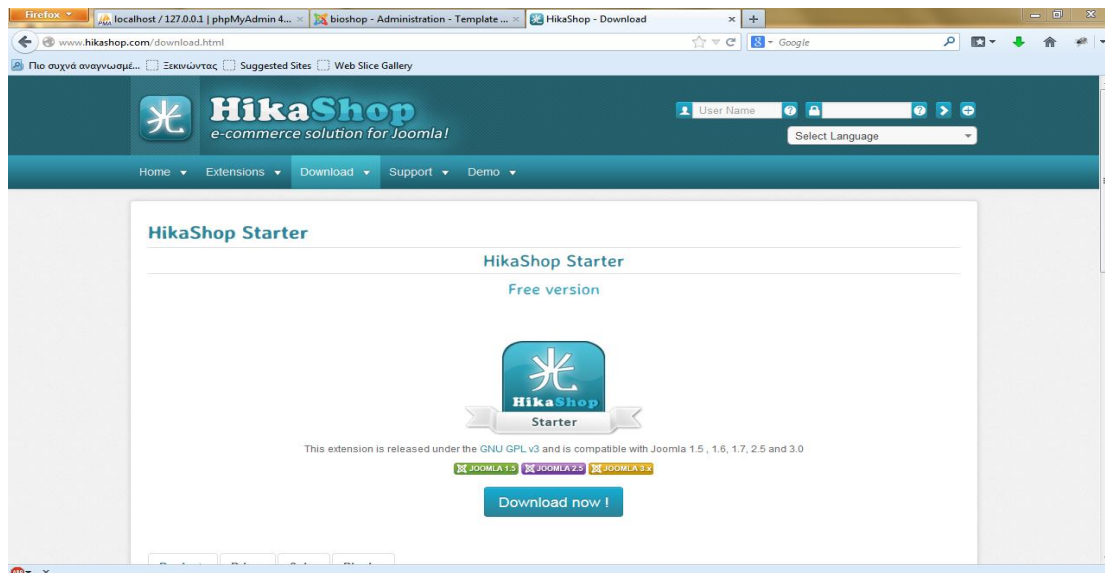 Firefox
localhost / 127.0.0.1 | phpMyAdmin 4...
bioshop - Administration - Template ...
HikaShop - Download
www.hikashop.com/download.html
Google
Πιο συχνά αναγνωσμέ...
Ξεκινώντας
Suggested Sites
Web Slice Gallery
光
HikaShop
e-commerce solution for Joomla!
User Name
Select Language
Home
Extensions
Download
Support
Demo
HikaShop Starter
HikaShop Starter
Free version
光
HikaShop
Starter
This extension is released under the GNU GPL v3 and is compatible with Joomla 1.5 , 1.6, 1.7, 2.5 and 3.0
JOOMLA 1.5 JOOMLA 2.5 JOOMLA 3.x
Download now !